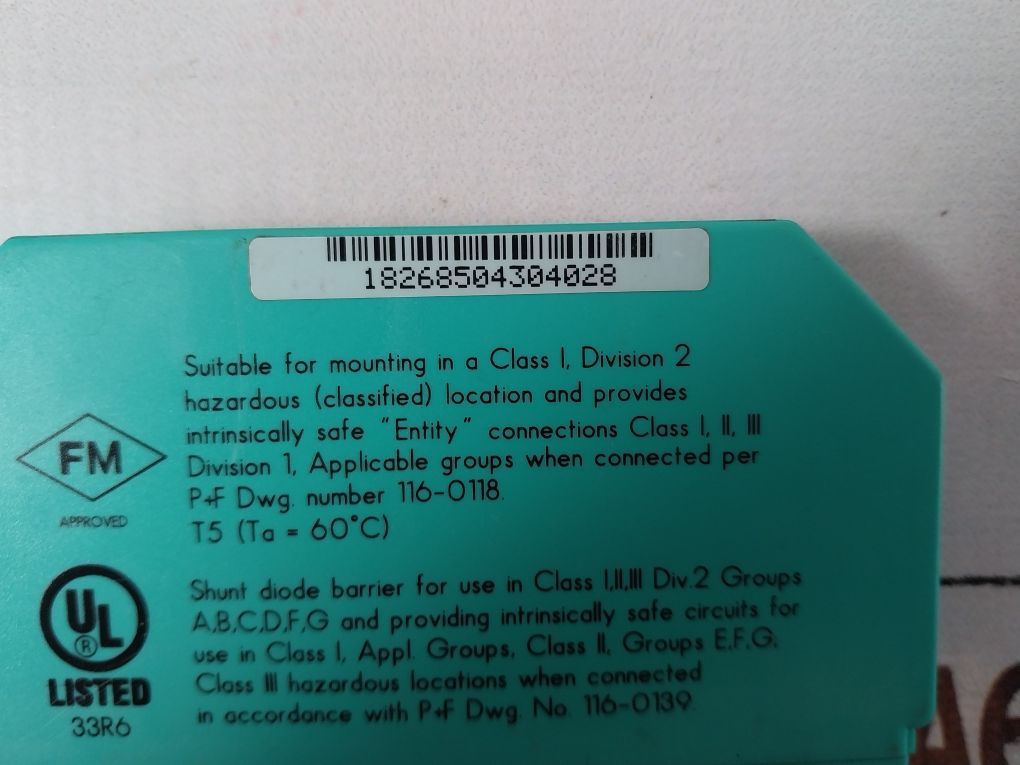 18268504304028
Suitable for mounting in a Class I, Division 2
hazardous (classified) location and provides
intrinsically safe "Entity" connections Class I, II, III
Division 1, Applicable groups when connected per
P+F Dwg. number 116-0118.
T5 (Ta = 60°C)
FM
APPROVED
Shunt diode barrier for use in Class I,II,III Div.2 Groups
A,B,C,D,F,G and providing intrinsically safe circuits for
use in Class I, Appl. Groups, Class II, Groups E,F,G,
Class III hazardous locations when connected
in accordance with P+F Dwg. No. 116-0139.
UL
®
LISTED
33R6